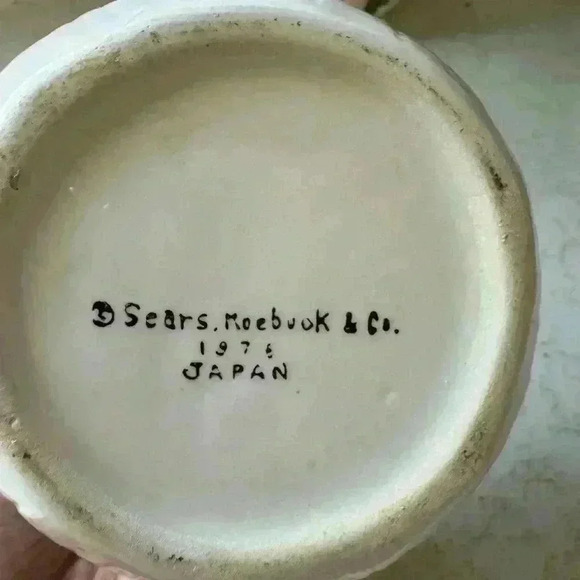 © Sears, Roebuck & Co.
1976
JAPAN